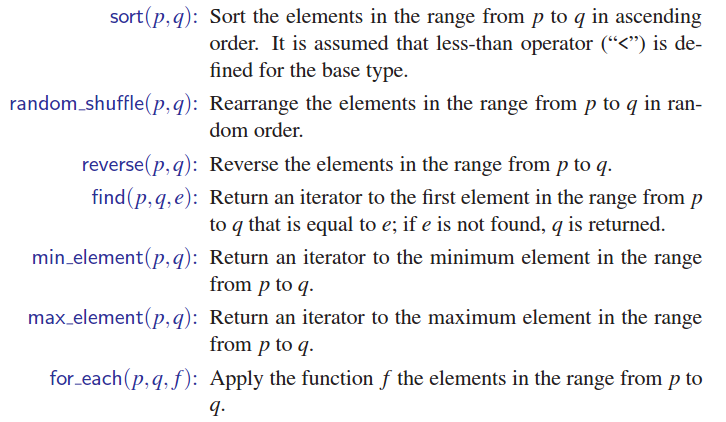 sort(p,q): Sort the elements in the range from p to q in ascending
order. It is assumed that less-than operator (“<”) is de-
fined for the base type.
random_shuffle(p,q): Rearrange the elements in the range from p to q in ran-
dom order.
reverse(p,q): Reverse the elements in the range from p to q.
find(p,q,e): Return an iterator to the first element in the range from p
to q that is equal to e; if e is not found, q is returned.
min_element(p,q): Return an iterator to the minimum element in the range
from p to q.
max_element(p,q): Return an iterator to the maximum element in the range
from p to q.
for_each(p,q,f): Apply the function f the elements in the range from p to
q.